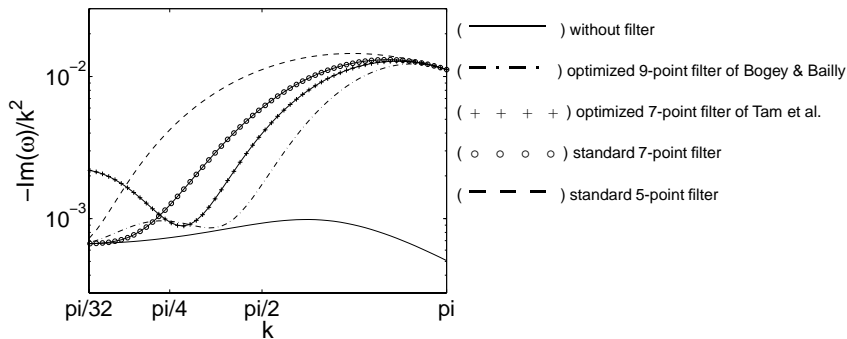 10^-2
10^-3
-Im(ω)/k^2
pi/32 pi/4 pi/2 pi
k
( ) without filter
( ) optimized 9-point filter of Bogey & Bailly
( ) optimized 7-point filter of Tam et al.
( ) standard 7-point filter
( ) standard 5-point filter